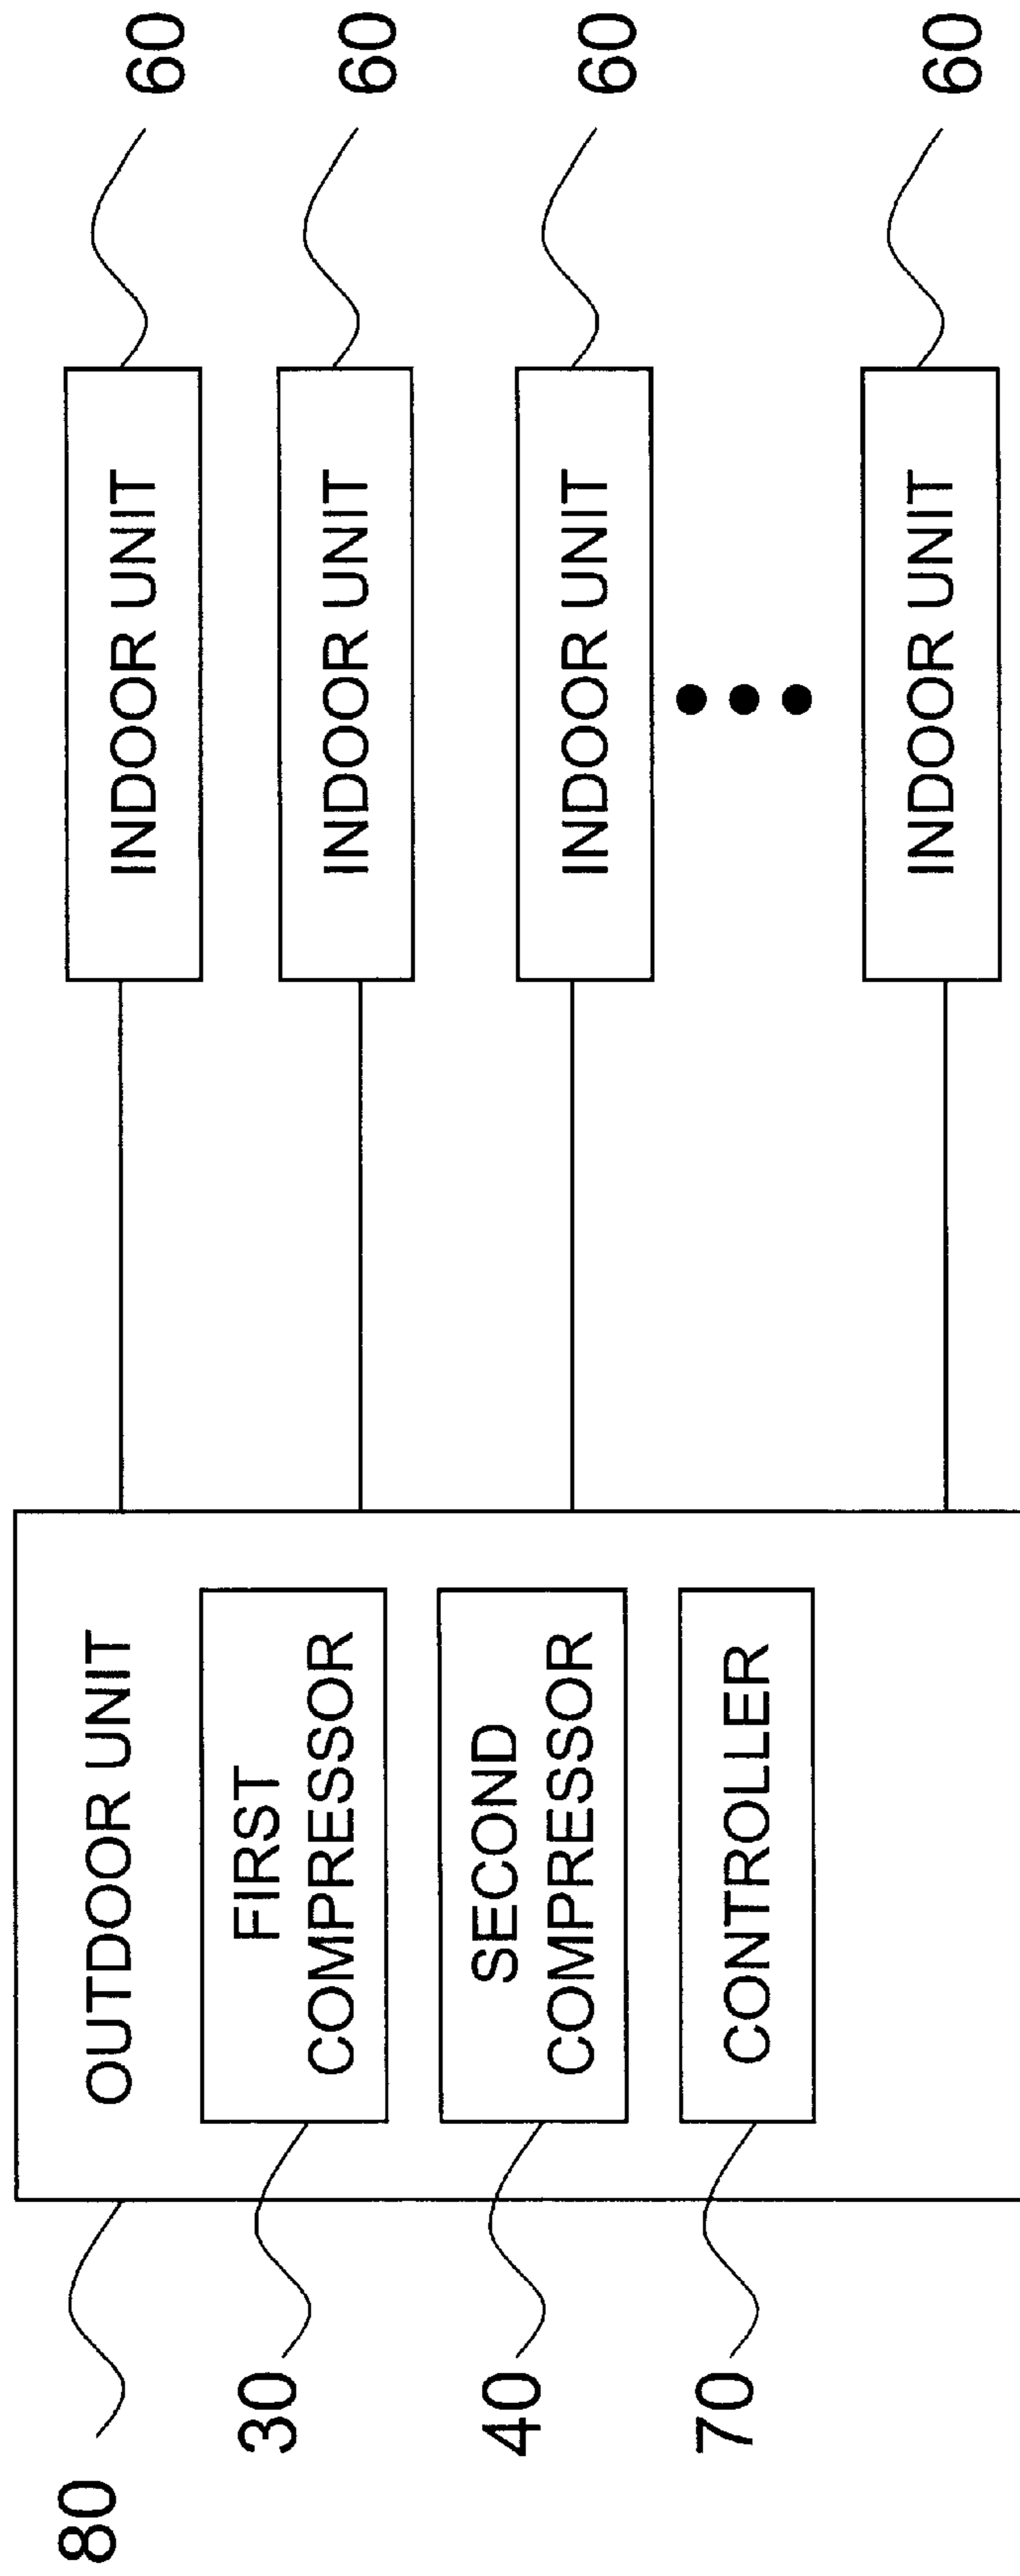 80
OUTDOOR UNIT
30
FIRST
COMPRESSOR
40
SECOND
COMPRESSOR
70
CONTROLLER
INDOOR UNIT
60
INDOOR UNIT
60
INDOOR UNIT
60
INDOOR UNIT
60